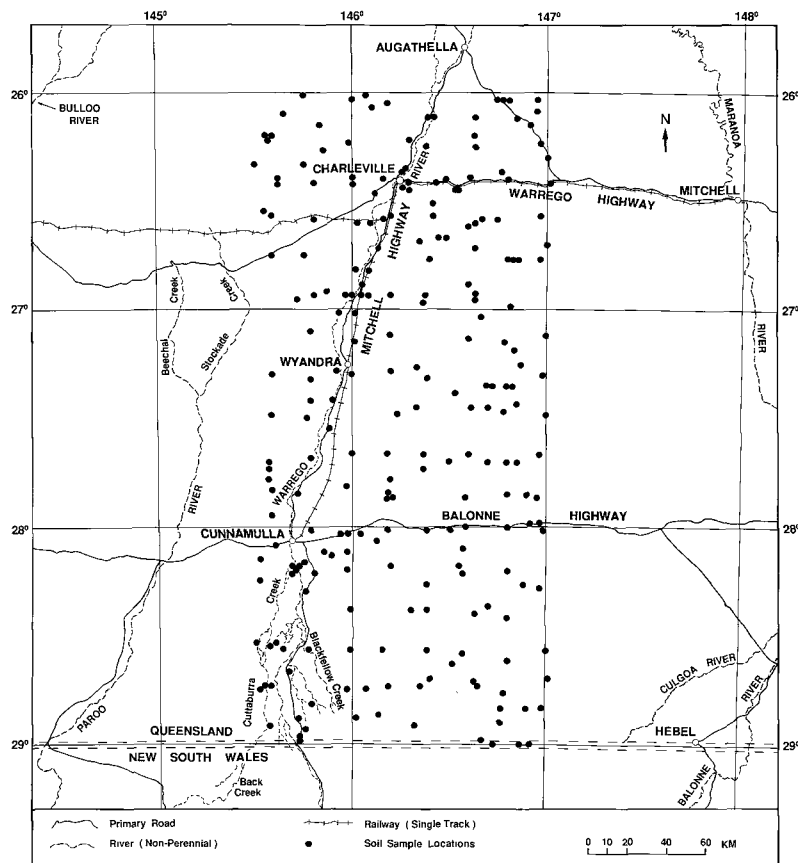 145°
146°
147°
148°
AUGATHELLA
26°
26°
BULLOO
RIVER
MARANOA
N
CHARLEVILLE
RIVER
WARREGO
HIGHWAY
MITCHELL
HIGHWAY
Creek
Creek
27°
27°
MITCHELL
Beechal
Stockade
WYANDRA
RIVER
WARREGO
RIVER
BALONNE
HIGHWAY
28°
28°
CUNNAMULLA
Creek
Blackfellow Creek
CULGOA RIVER
RIVER
Cuttaburra
PAROO
QUEENSLAND
HEBEL
29°
29°
NEW SOUTH WALES
Back
Creek
BALONNE
Primary Road
Railway (Single Track)
River (Non-Perennial)
Soil Sample Locations
0 10 20 40 60 KM